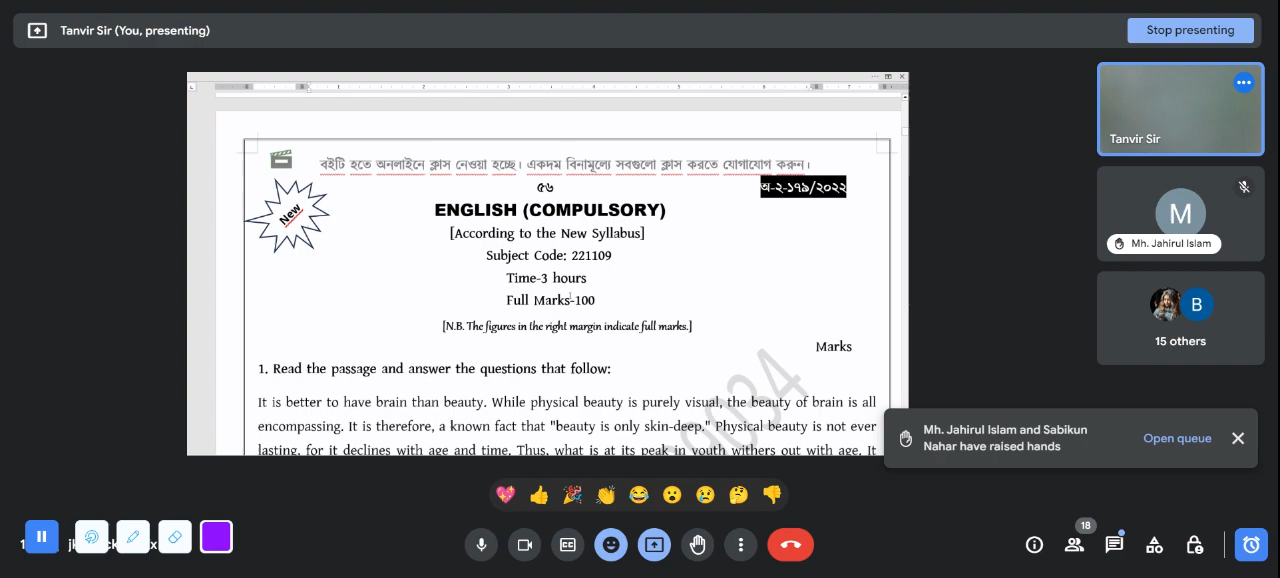 Tanvir Sir (You, presenting)
Stop presenting
বইটি হতে অনলাইনে ক্লাস নেওয়া হচ্ছে। একদম বিনামূল্যে সবগুলো ক্লাস করতে যোগাযোগ করুন।
New
৫৬
অ-২-১৭৯/২০২২
ENGLISH (COMPULSORY)
[According to the New Syllabus]
Subject Code: 221109
Time-3 hours
Full Marks-100
[N.B. The figures in the right margin indicate full marks.]
Marks
1. Read the passage and answer the questions that follow:
It is better to have brain than beauty. While physical beauty is purely visual, the beauty of brain is all
encompassing. It is therefore, a known fact that "beauty is only skin-deep." Physical beauty is not ever
lasting, for it declines with age and time. Thus, what is at its peak in youth withers out with age. It
Tanvir Sir
M
Mh. Jahirul Islam
B
15 others
Mh. Jahirul Islam and Sabikun
Nahar have raised hands
Open queue
18